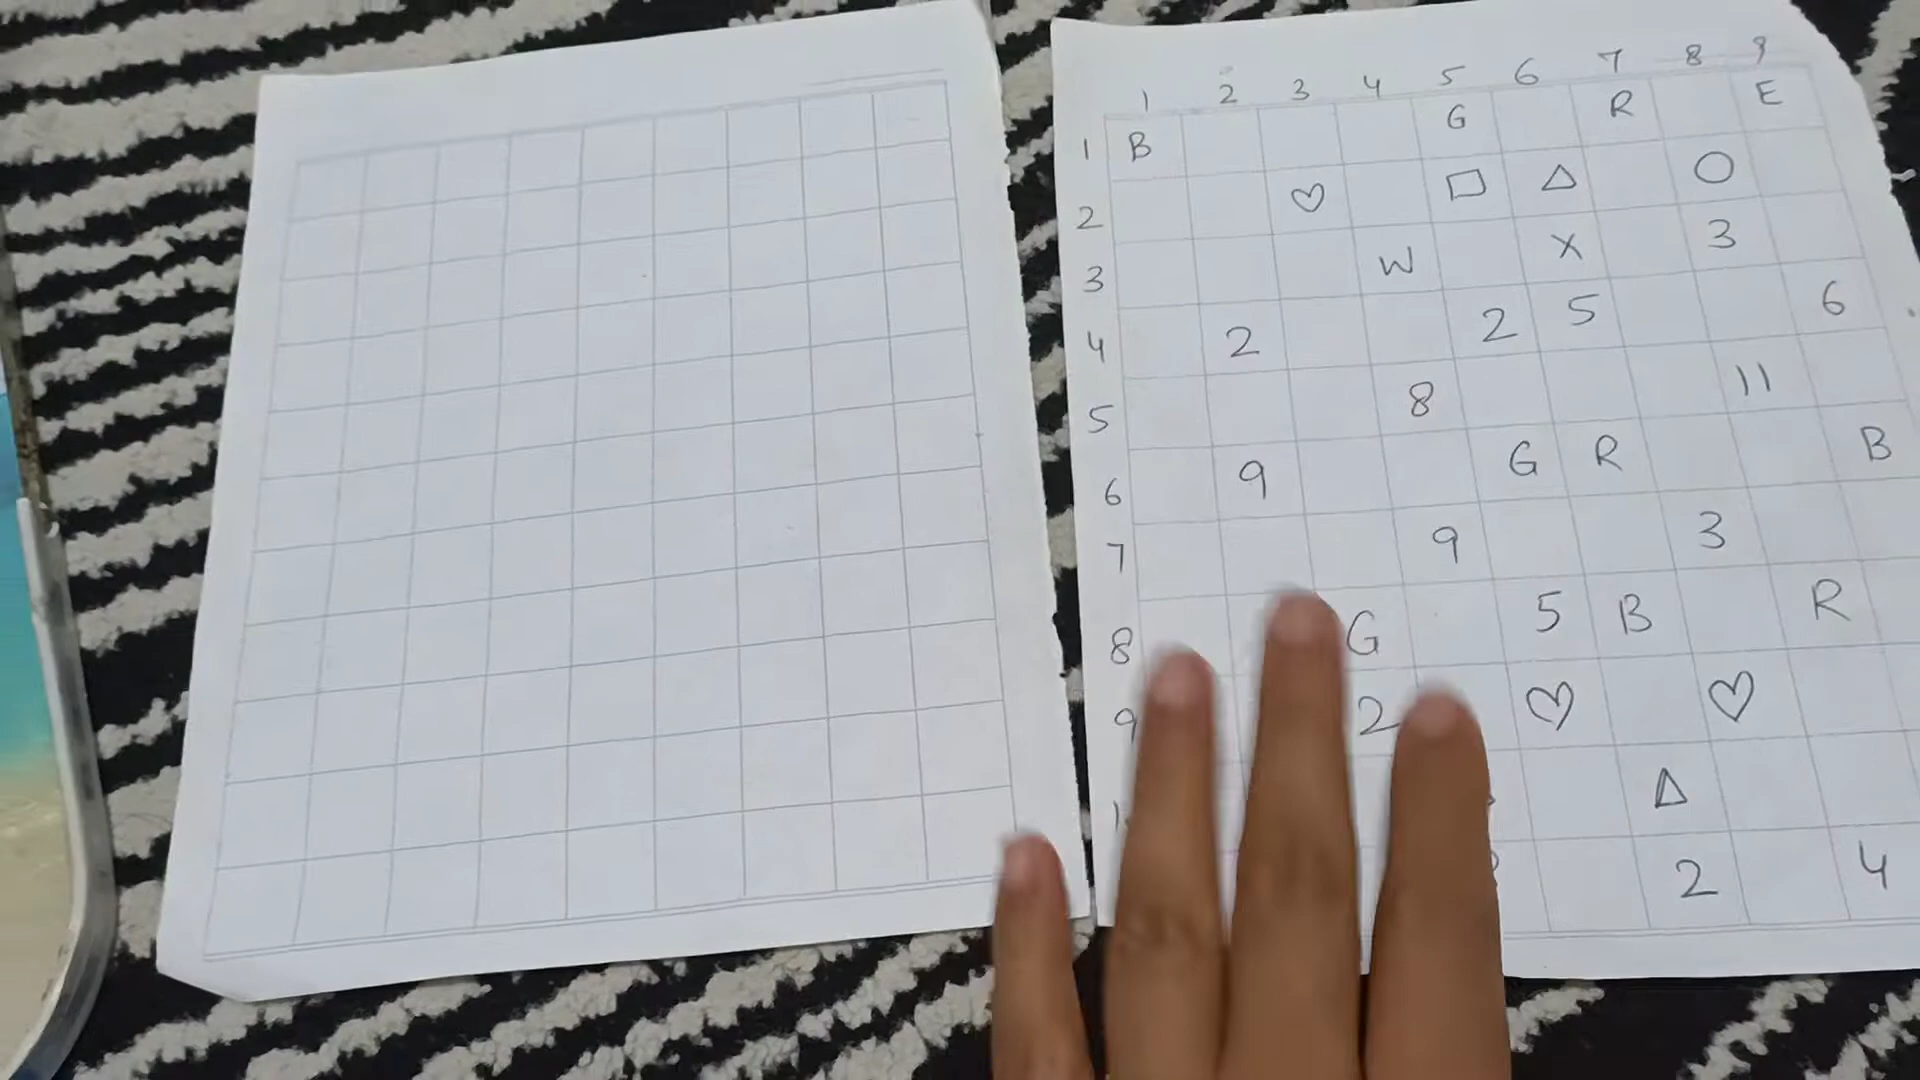 1 2 3 4 5 6 7 8 9
1 B G R E
2 ♡ □ △ ○
3 W X 3
4 2 2 5 6
5 8 11
6 9 G R B
7 9 3
8 G 5 B R
9 2 ♡ ♡
△
2 4